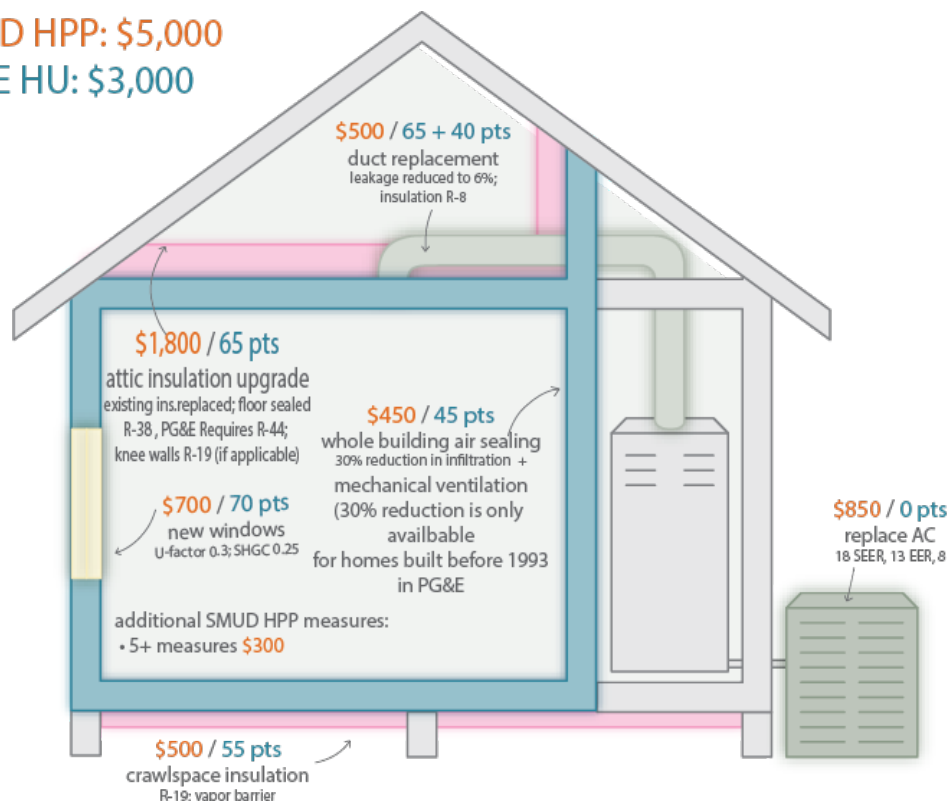 D HPP: $5,000
E HU: $3,000
$500 / 65 + 40 pts
duct replacement
leakage reduced to 6%;
insulation R-8
$1,800 / 65 pts
attic insulation upgrade
existing ins.replaced; floor sealed
R-38, PG&E Requires R-44;
knee walls R-19 (if applicable)
$450 / 45 pts
whole building air sealing
30% reduction in infiltration +
mechanical ventilation
(30% reduction is only
availbable
for homes built before 1993
in PG&E
$700 / 70 pts
new windows
U-factor 0.3; SHGC 0.25
additional SMUD HPP measures:
• 5+ measures $300
$850 / 0 pts
replace AC
18 SEER, 13 EER, 8
$500 / 55 pts
crawlspace insulation
R-19; vapor barrier